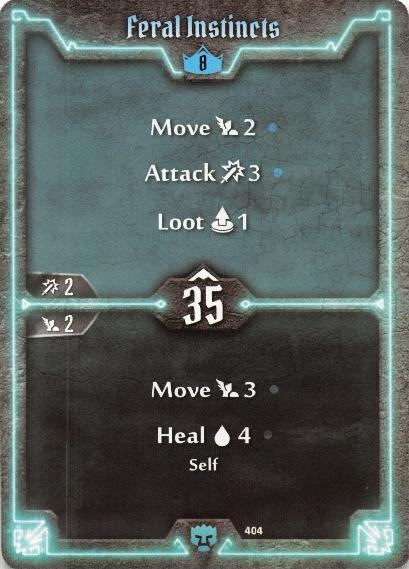 Feral Instincts
8
Move 2
Attack 3
Loot 1
2
35
2
Move 3
Heal 4
Self
404